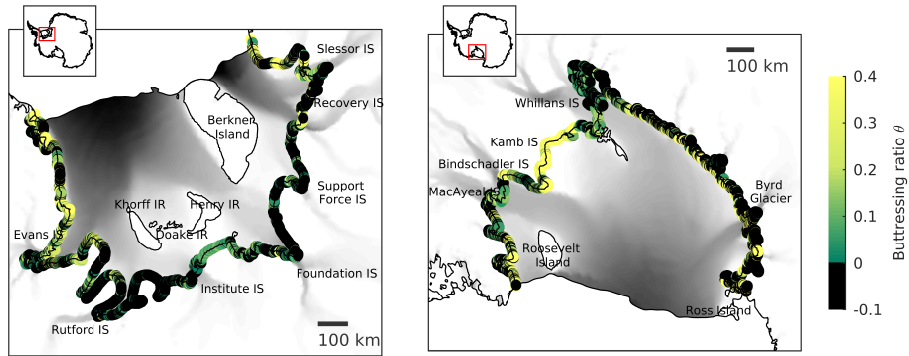 Slessor IS
Recovery IS
Berkner
Island
Support
Force IS
Khorff IR
Henry IR
Doake IR
Evans IS
Foundation IS
Institute IS
Rutford IS
100 km
100 km
Whillans IS
Kamb IS
Bindschadler IS
MacAyeal IS
Byrd
Glacier
Roosevelt
Island
Ross Island
0.4
0.3
0.2
0.1
0
-0.1
Buttressing ratio θ